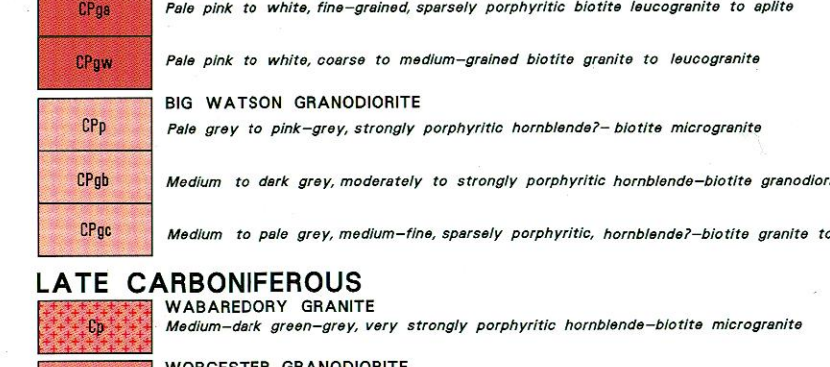 CPga
Pale pink to white, fine-grained, sparsely porphyritic biotite leucogranite to aplite
CPgw
Pale pink to white, coarse to medium-grained biotite granite to leucogranite
BIG WATSON GRANODIORITE
CPp
Pale grey to pink-grey, strongly porphyritic hornblende?- biotite microgranite
CPgb
Medium to dark grey, moderately to strongly porphyritic hornblende-biotite
CPgc
Medium to pale grey, medium-fine, sparsely porphyritic, hornblende?-biotite granite
LATE CARBONIFEROUS
WABAREDORY GRANITE
Cp
Medium-dark green-grey, very strongly porphyritic hornblende-biotite microgranite
WORCESTER GRANODIORITE